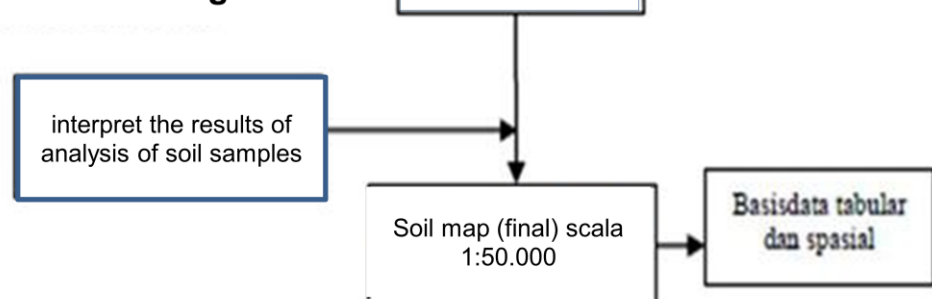 interpret the results of
analysis of soil samples
Soil map (final) scala
1:50.000
Basisdata tabular
dan spasial